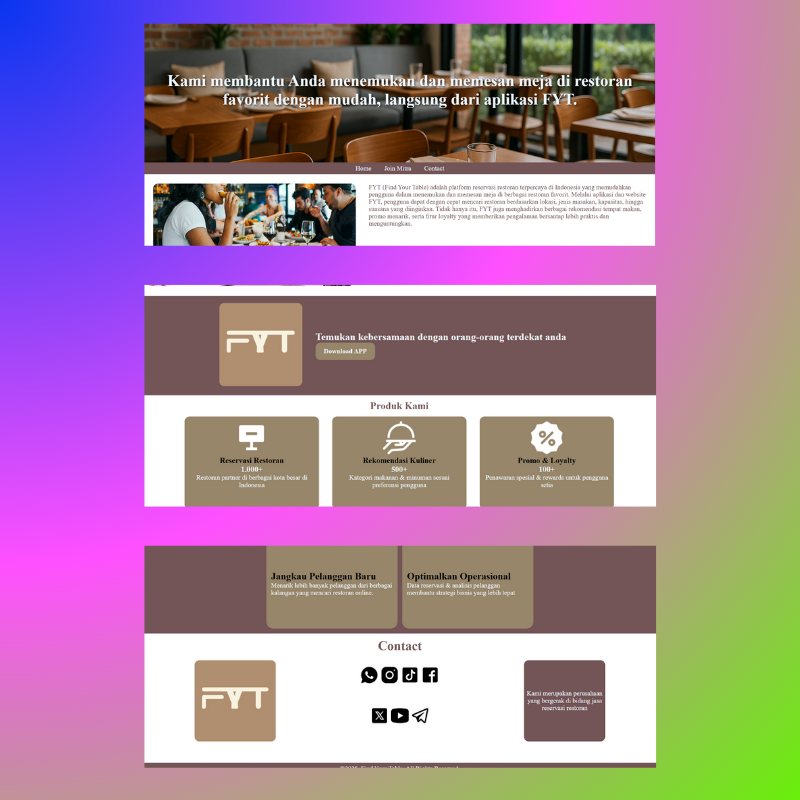 Kami membantu Anda menemukan dan memesan meja di restoran
favorit dengan mudah, langsung dari aplikasi FYT.
Home Join Mitra Contact
FYT (Find Your Table) adalah platform reservasi restoran terpercaya di Indonesia yang memudahkan
pengguna dalam menemukan dan memesan meja di berbagai restoran favorit. Melalui aplikasi dan website
FYT, pengguna dapat dengan cepat mencari restoran berdasarkan lokasi, jenis masakan, kapasitas, hingga
suasana yang diinginkan. Tidak hanya itu, FYT juga menghadirkan berbagai rekomendasi tempat makan,
promo menarik, serta fitur loyalty yang memberikan pengalaman bersantap lebih praktis dan
menguntungkan.
FYT
Temukan kebersamaan dengan orang-orang terdekat anda
Download APP
Produk Kami
Reservasi Restoran
1.000+
Restoran partner di berbagai kota besar di
Indonesia
Rekomendasi Kuliner
500+
Kategori makanan & minuman sesuai
preferensi pengguna
Promo & Loyalty
100+
Penawaran spesial & rewards untuk pengguna
setia
Jangkau Pelanggan Baru
Menarik lebih banyak pelanggan dari berbagai
kalangan yang mencari restoran online.
Optimalkan Operasional
Data reservasi & analisis pelanggan
membantu strategi bisnis yang lebih tepat
Contact
FYT
Kami merupakan perusahaan
yang bergerak di bidang jasa
reservasi restoran